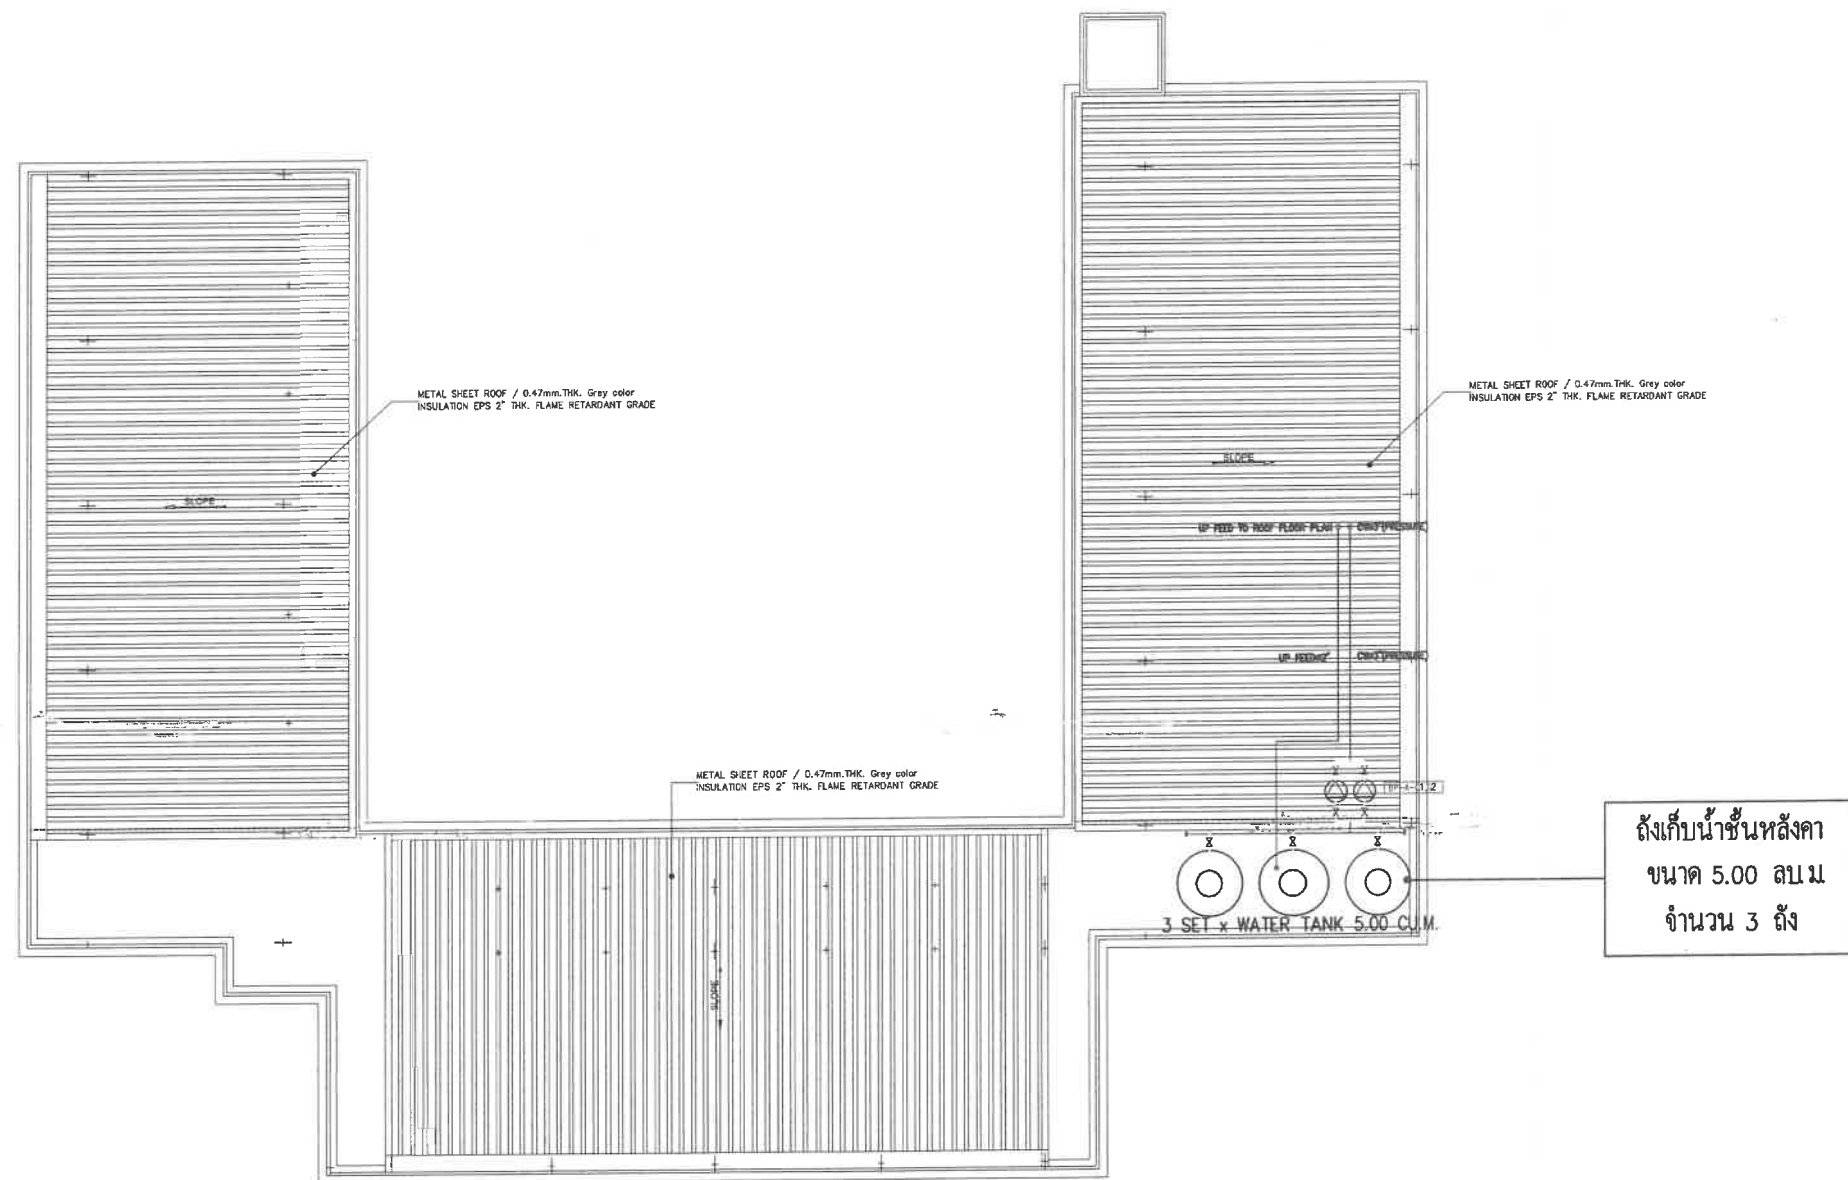 METAL SHEET ROOF / 0.47mm.THK. Grey color
INSULATION EPS 2" THK. FLAME RETARDANT GRADE
METAL SHEET ROOF / 0.47mm.THK. Grey color
INSULATION EPS 2" THK. FLAME RETARDANT GRADE
SLOPE
SLOPE
UP FEED TO ROOF FLOOR PLAN
UP FEED
METAL SHEET ROOF / 0.47mm.THK. Grey color
INSULATION EPS 2" THK. FLAME RETARDANT GRADE
SLOPE
3 SET x WATER TANK 5.00 CU.M.
ถังเก็บน้ำชั้นหลังคา
ขนาด 5.00 ลบ.ม
จำนวน 3 ถัง